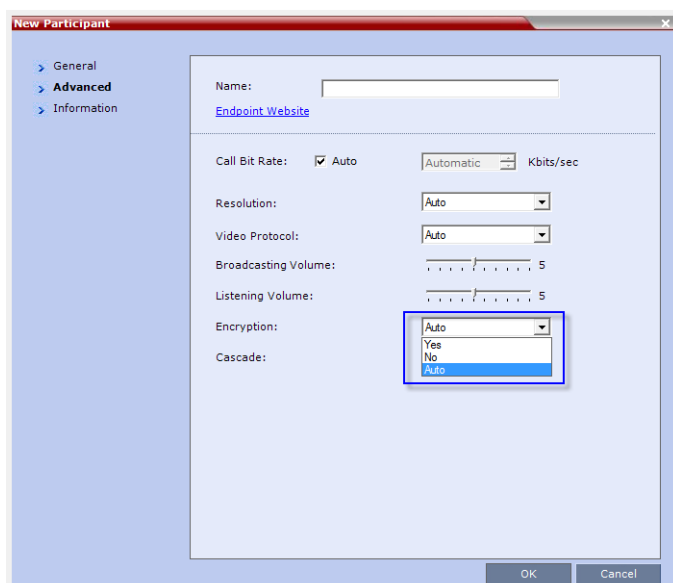 New Participant
General
Advanced
Information
Name:
Endpoint Website
Call Bit Rate: Auto Automatic Kbits/sec
Resolution: Auto
Video Protocol: Auto
Broadcasting Volume: 5
Listening Volume: 5
Encryption: Auto
Yes
No
Cascade:
Auto
OK Cancel